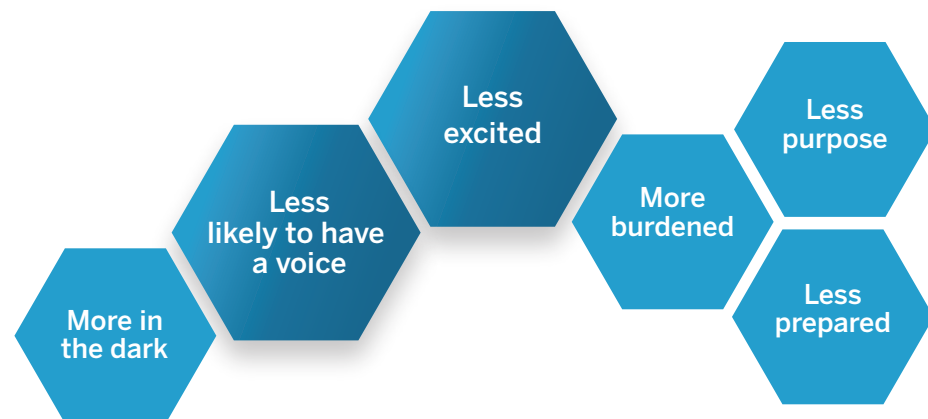 More in
the dark
Less
likely to have
a voice
Less
excited
More
burdened
Less
purpose
Less
prepared